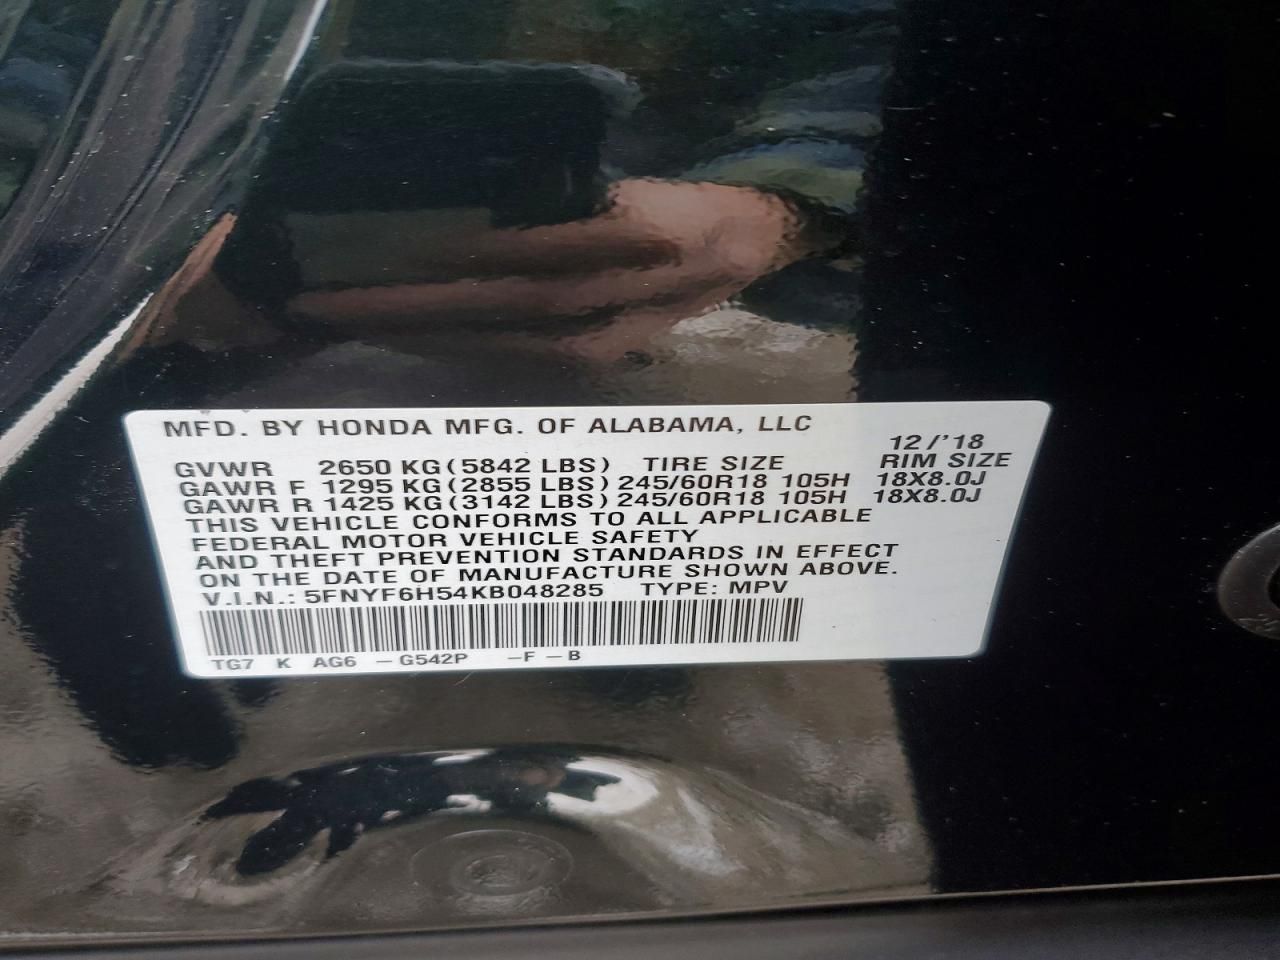 MFD. BY HONDA MFG. OF ALABAMA, LLC
12/'18
GVWR 2650 KG(5842 LBS) TIRE SIZE RIM SIZE
GAWR F 1295 KG(2855 LBS) 245/60R18 105H 18X8.0J
GAWR R 1425 KG(3142 LBS) 245/60R18 105H 18X8.0J
THIS VEHICLE CONFORMS TO ALL APPLICABLE
FEDERAL MOTOR VEHICLE SAFETY
AND THEFT PREVENTION STANDARDS IN EFFECT
ON THE DATE OF MANUFACTURE SHOWN ABOVE.
V.I.N.: 5FNYF6H54KB048285 TYPE: MPV
TG7 K AG6 -G542P -F-B